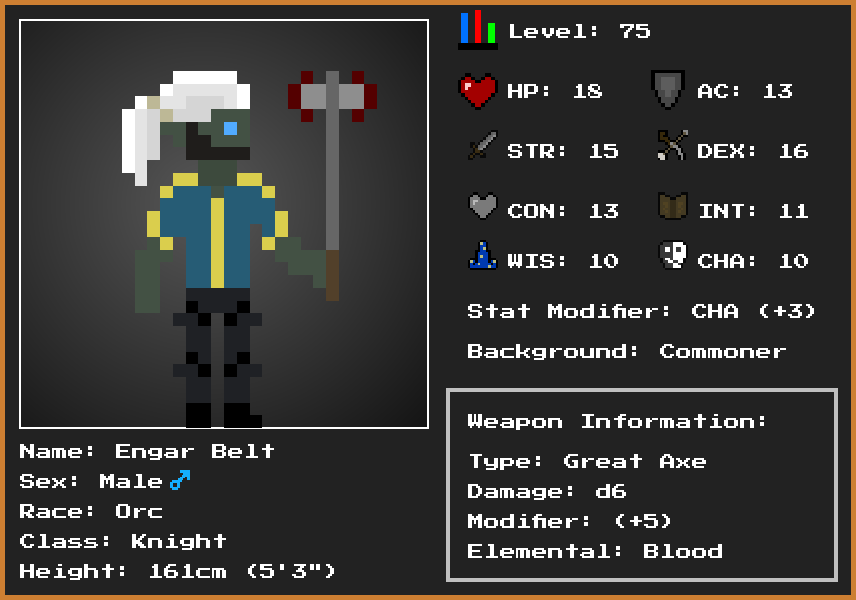 Level: 75
HP: 18
AC: 13
STR: 15
DEX: 16
CON: 13
INT: 11
WIS: 10
CHA: 10
Stat Modifier: CHA (+3)
Background: Commoner
Weapon Information:
Type: Great Axe
Damage: d6
Modifier: (+5)
Elemental: Blood
Name: Engar Belt
Sex: Male ♂
Race: Orc
Class: Knight
Height: 161cm (5'3")